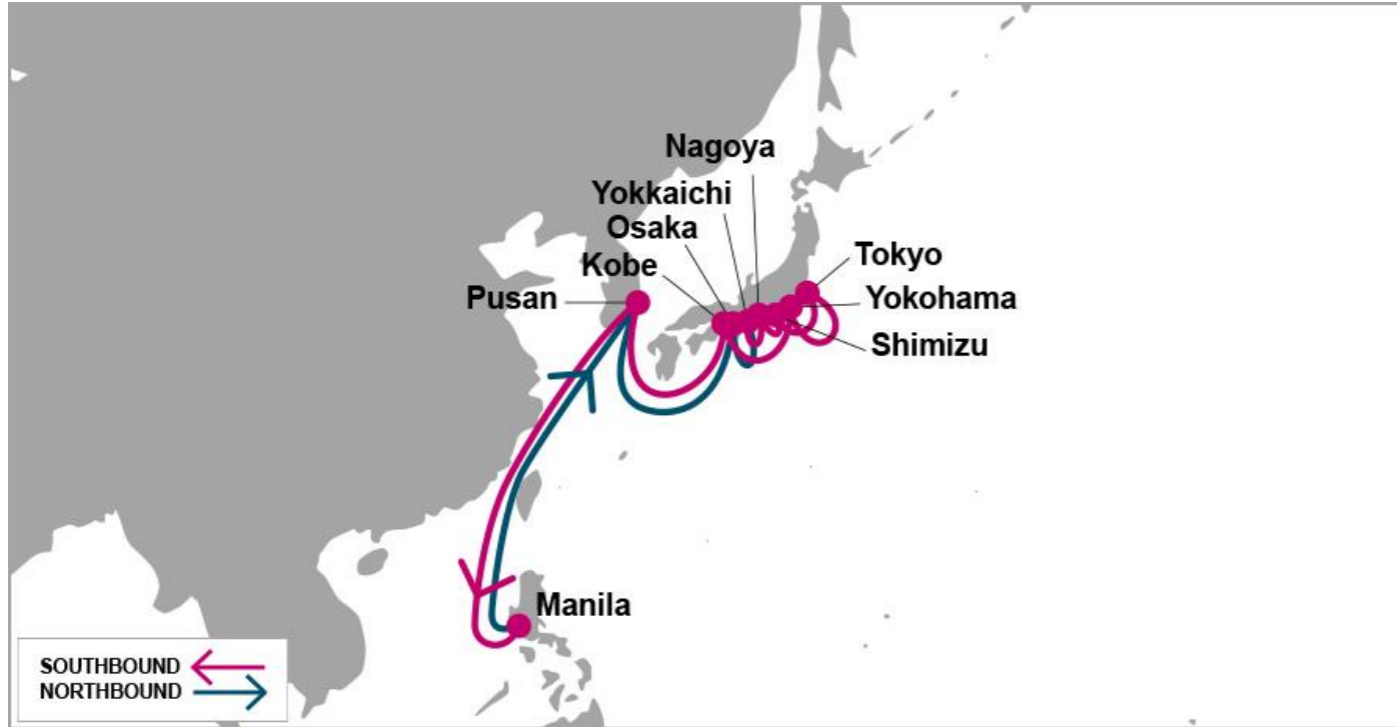 Nagoya
Yokkaichi
Osaka
Kobe
Pusan
Tokyo
Yokohama
Shimizu
Manila
SOUTHBOUND
NORTHBOUND